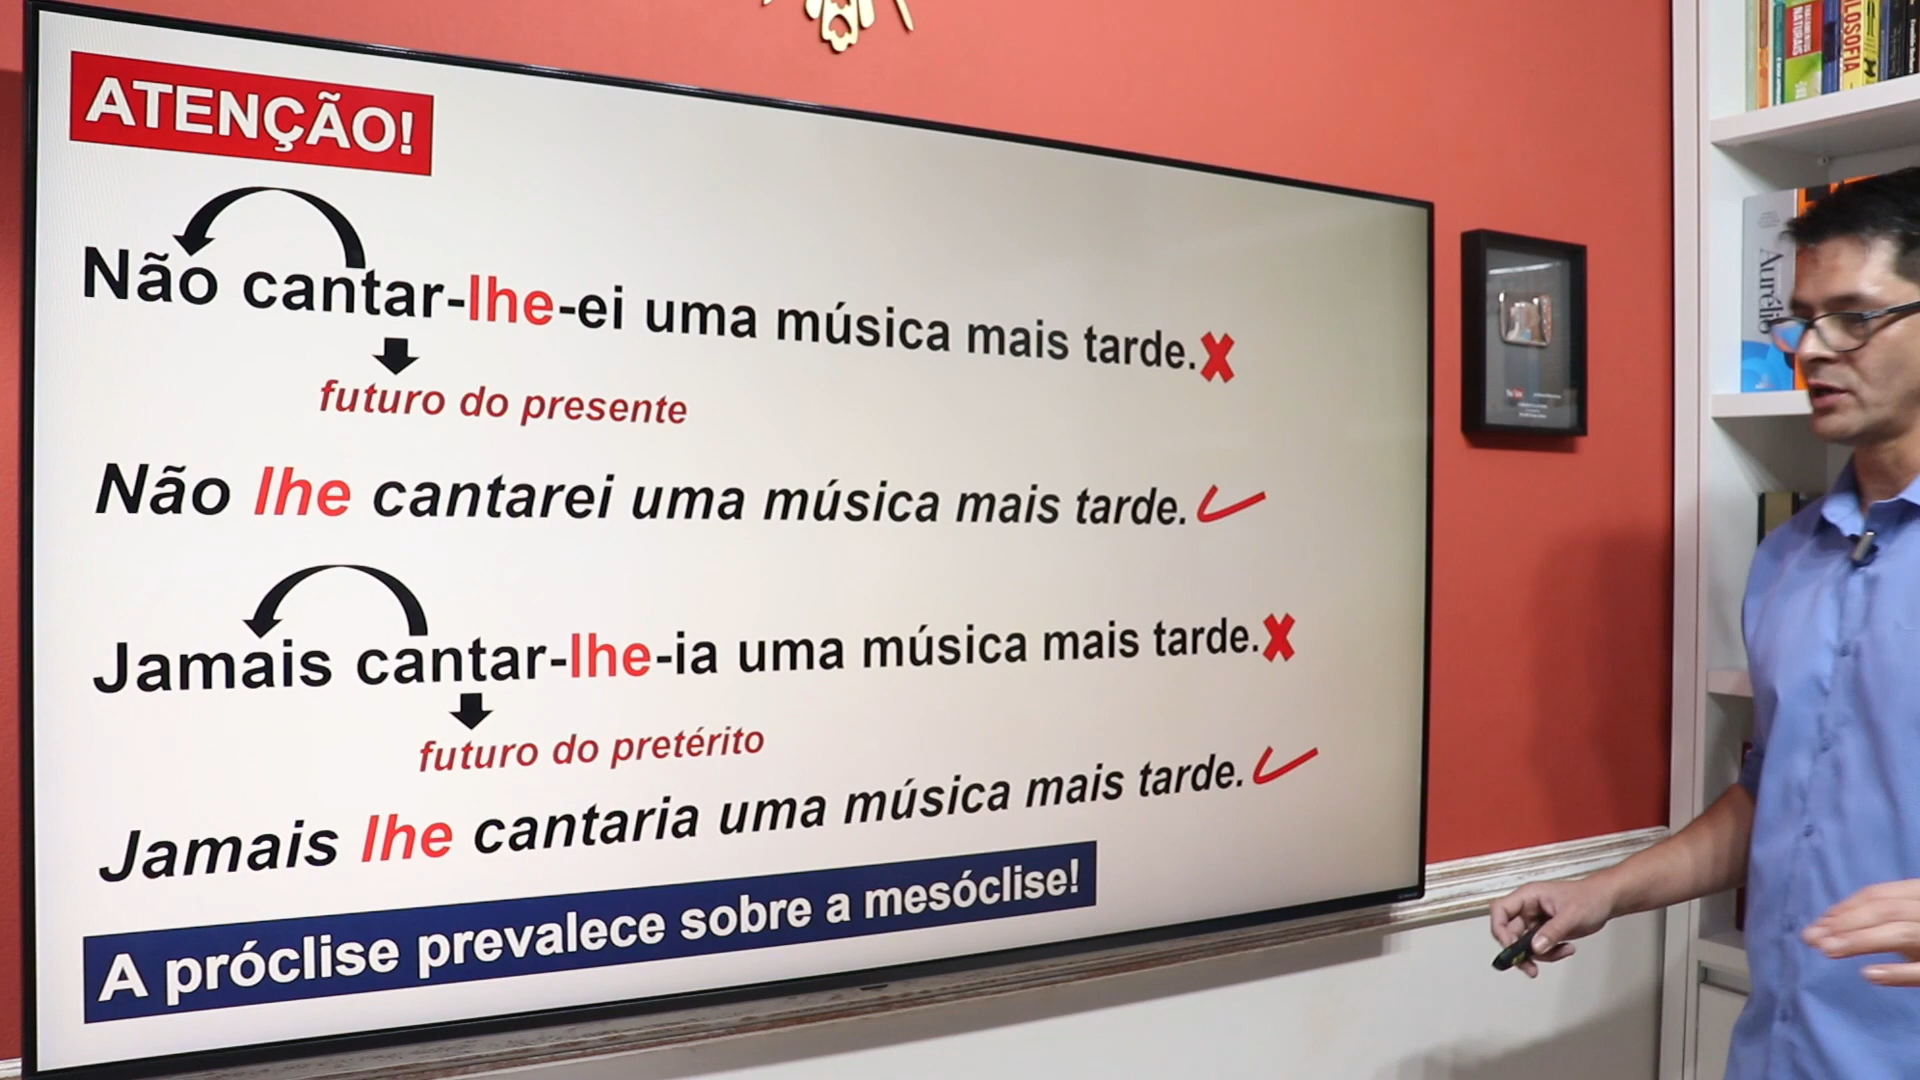 ATENÇÃO!
Não cantar-lhe-ei uma música mais tarde.
futuro do presente
Não lhe cantarei uma música mais tarde.
Jamais cantar-lhe-ia uma música mais tarde.
futuro do pretérito
Jamais lhe cantaria uma música mais tarde.
A próclise prevalece sobre a mesóclise!
NATURAIS
Aurélio